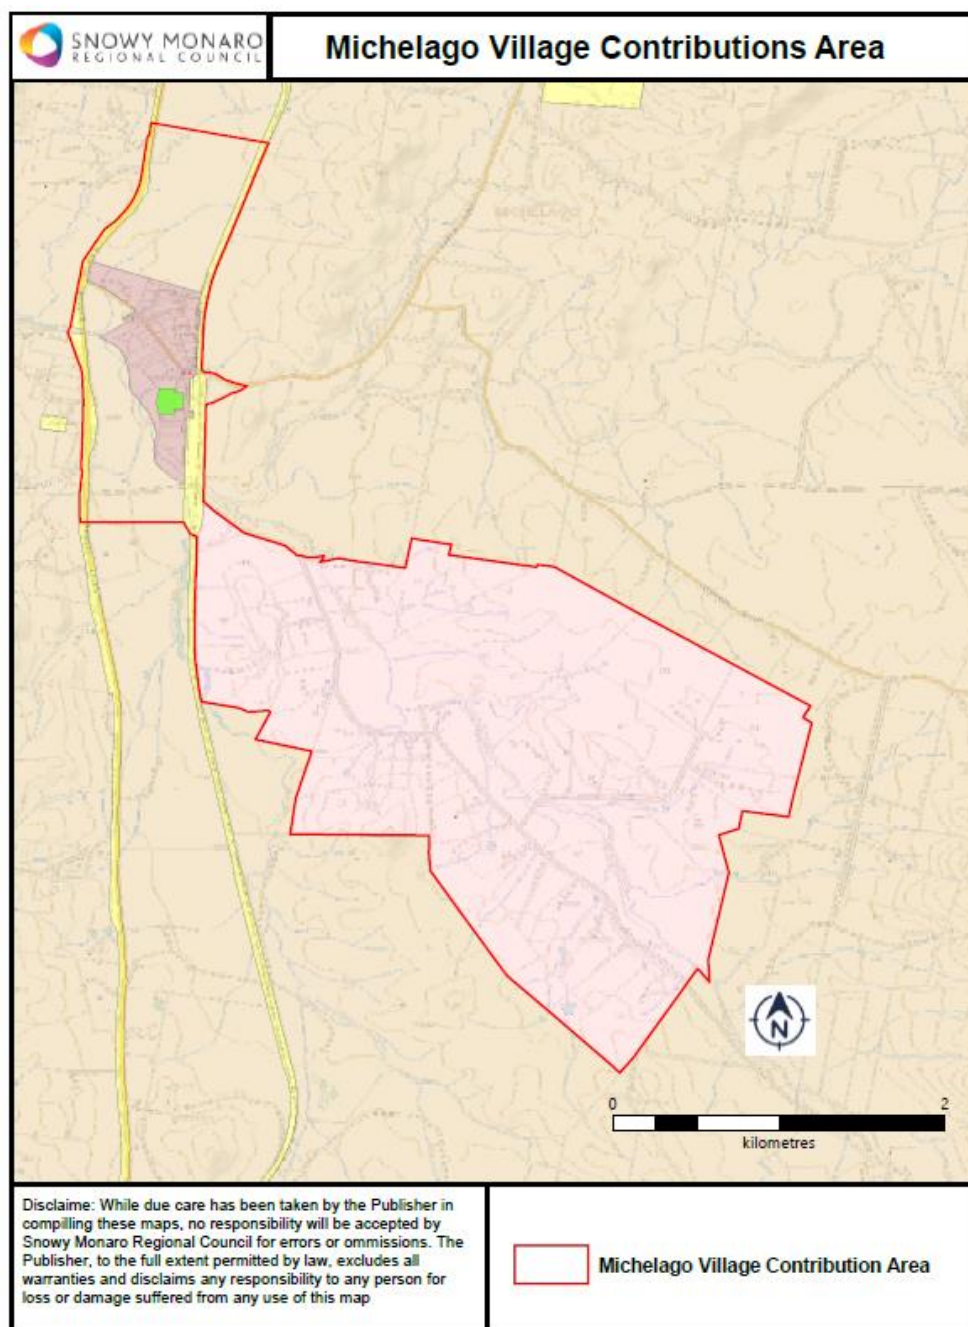 SNOWY MONARO
REGIONAL COUNCIL
Michelago Village Contributions Area
MICHELAGO
0 2
kilometres
N
Disclaime: While due care has been taken by the Publisher in
compilling these maps, no responsibility will be accepted by
Snowy Monaro Regional Council for errors or ommissions. The
Publisher, to the full extent permitted by law, excludes all
warranties and disclaims any responsibility to any person for
loss or damage suffered from any use of this map
Michelago Village Contribution Area